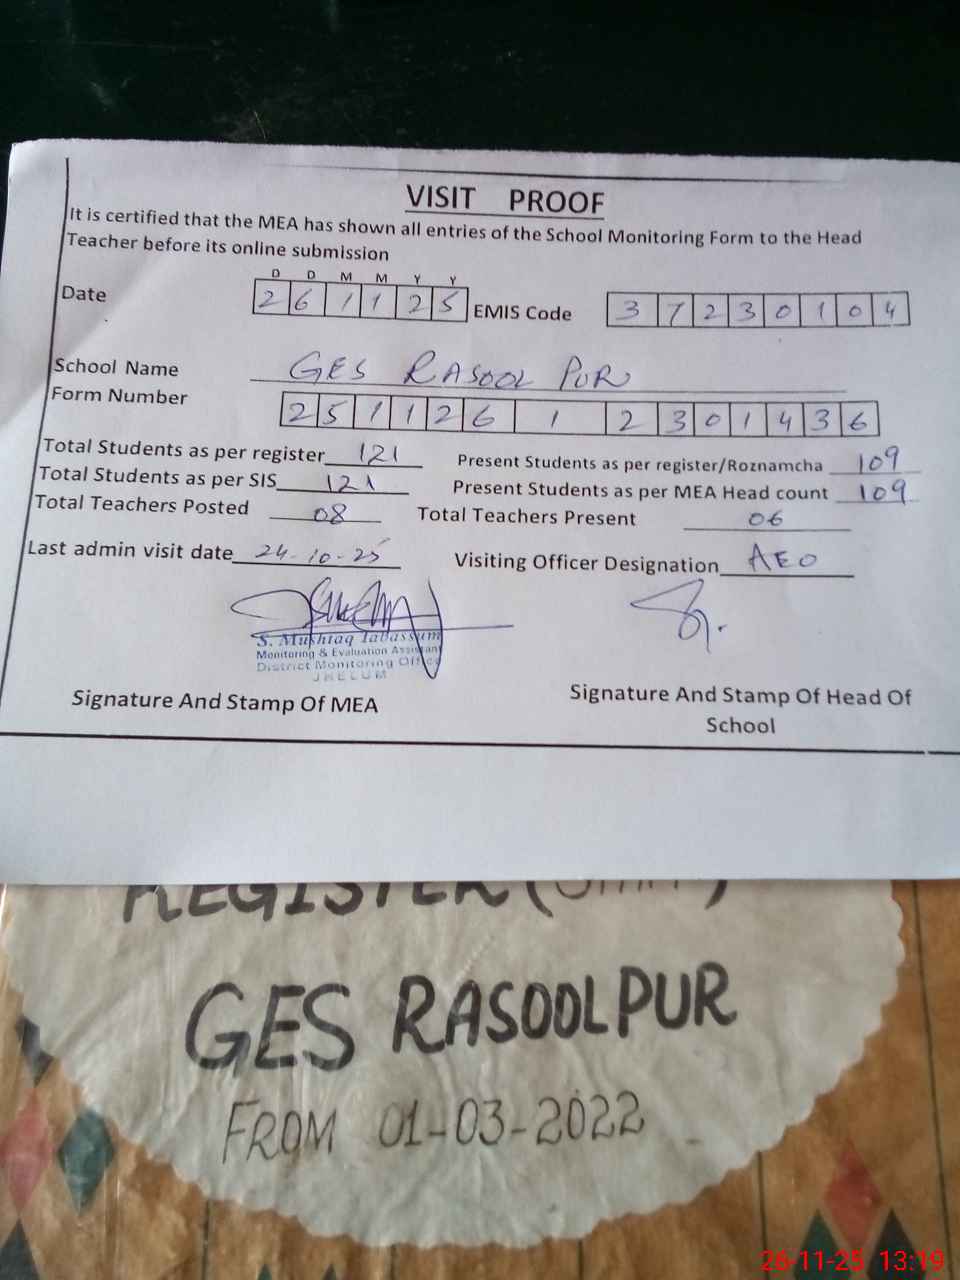 VISIT PROOF
It is certified that the MEA has shown all entries of the School Monitoring Form to the Head
Teacher before its online submission
D D M M Y Y
Date 2 6 1 1 2 5 EMIS Code 3 7 2 3 0 1 0 4
School Name GES RASOOL PUR
Form Number 2 5 1 1 2 6 1 2 3 0 1 4 3 6
Total Students as per register 121 Present Students as per register/Roznamcha 109
Total Students as per SIS 121 Present Students as per MEA Head count 109
Total Teachers Posted 08 Total Teachers Present 06
Last admin visit date 24-10-25 Visiting Officer Designation AEO
S. Mushtaq Tabassum
Monitoring & Evaluation Assistant
District Monitoring Office
JHELUM
Signature And Stamp Of MEA
Signature And Stamp Of Head Of
School
REGISTER
GES RASOOLPUR
FROM 01-03-2022
26-11-25 13:19